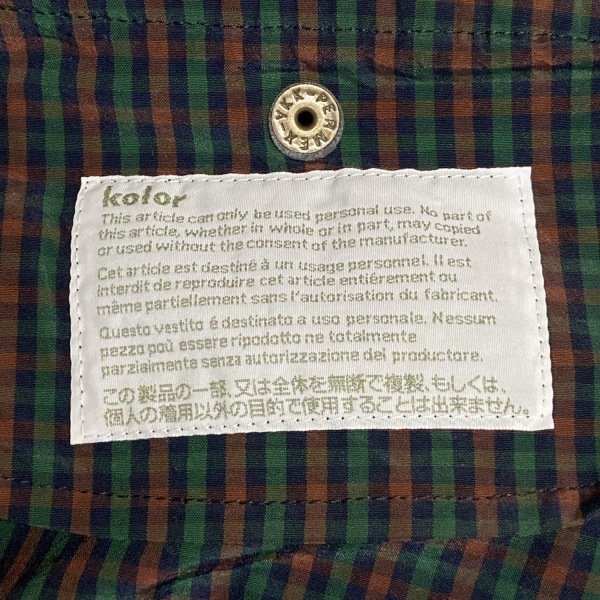 YKK PERMEX
kolor
This article can only be used personal use. No part of
this article, whether in whole or in part, may copied
or used without the consent of the manufacturer.
Cet article est destiné à un usage personnel. Il est
interdit de reproduire cet article entiérement ou
même partiellement sans l'autorisation du fabricant.
Questo vestito é destinato a uso personale. Nessum
pezzo poù essere ripodotto ne totalmente
parzialmente senza autorizzazione del produttore.
この製品の一部、又は全体を無断で複製、もしくは、
個人の着用以外の目的で使用することは出来ません。